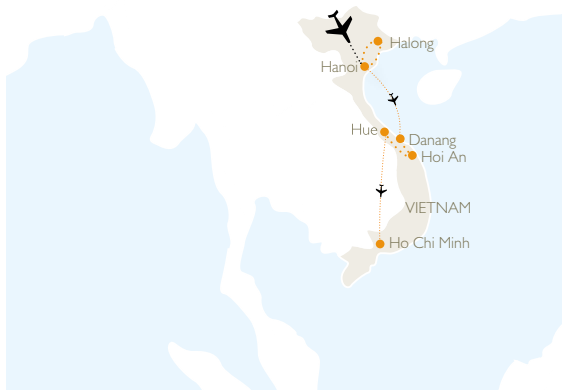 Halong
Hanoi
Hue
Danang
Hoi An
VIETNAM
Ho Chi Minh